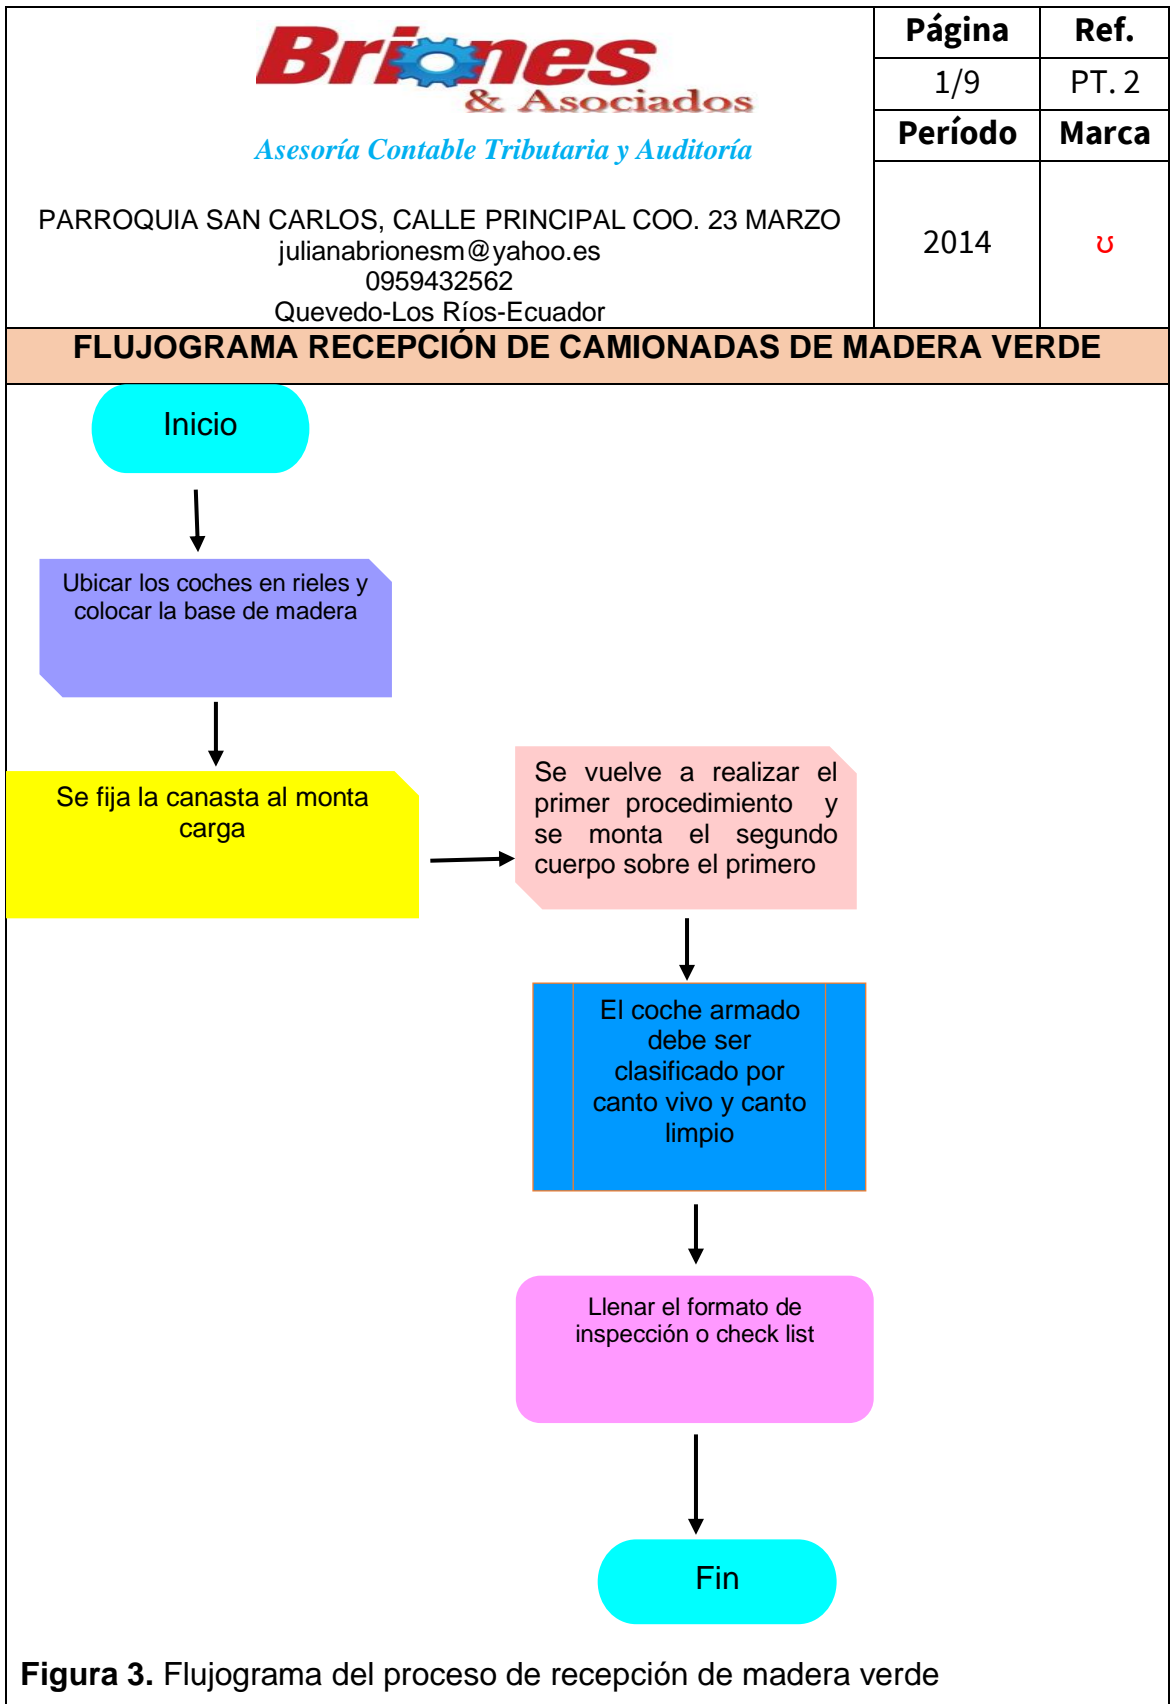 Briones
& Asociados
Asesoría Contable Tributaria y Auditoría
PARROQUIA SAN CARLOS, CALLE PRINCIPAL COO. 23 MARZO
julianabrionesm@yahoo.es
0959432562
Quevedo-Los Ríos-Ecuador
Página Ref.
1/9 PT. 2
Período Marca
2014 ʊ
FLUJOGRAMA RECEPCIÓN DE CAMIONADAS DE MADERA VERDE
Inicio
Ubicar los coches en rieles y
colocar la base de madera
Se fija la canasta al monta
carga
Se vuelve a realizar el
primer procedimiento y
se monta el segundo
cuerpo sobre el primero
El coche armado
debe ser
clasificado por
canto vivo y canto
limpio
Llenar el formato de
inspección o check list
Fin
Figura 3. Flujograma del proceso de recepción de madera verde